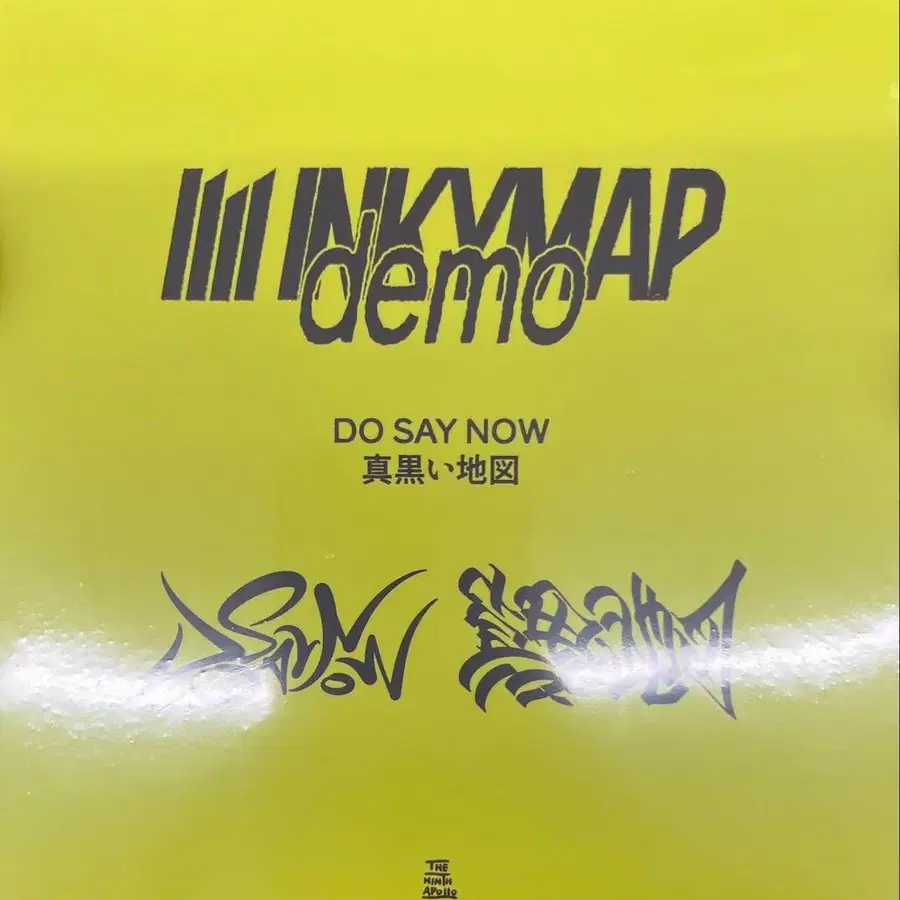 INKYMAP
demo
DO SAY NOW
真黒い地図
THE
NINTH
APOLLO